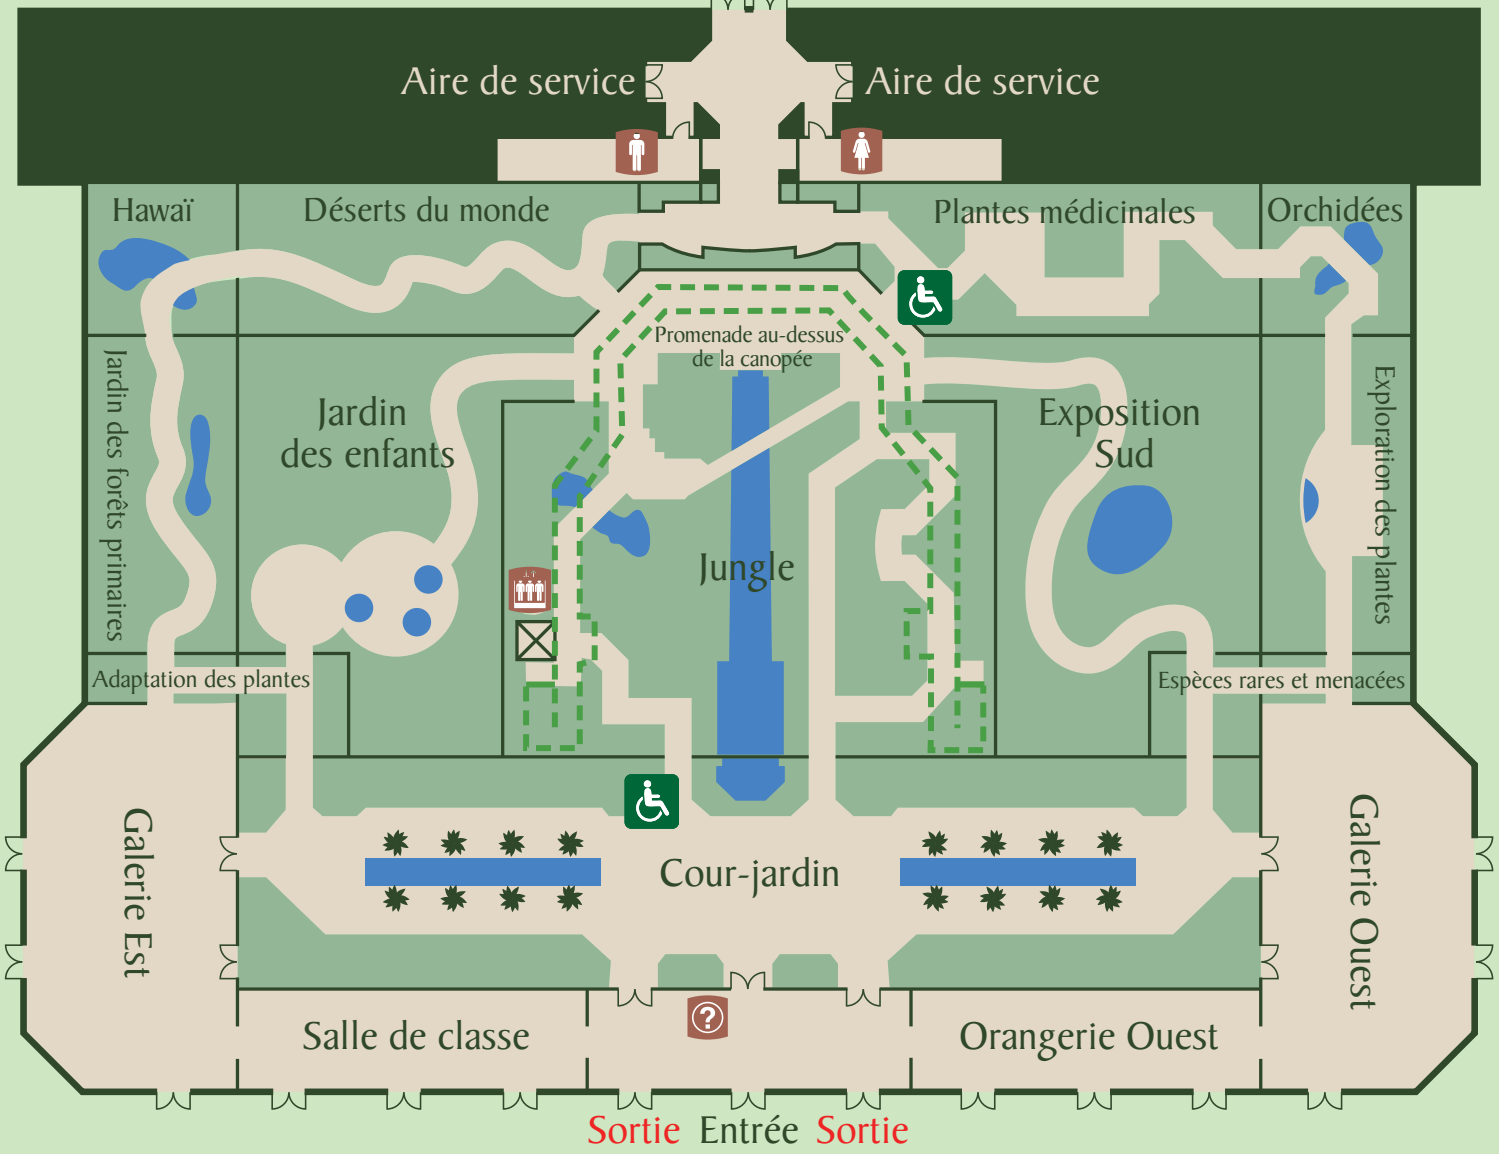 Aire de service
Aire de service
Hawaï
Déserts du monde
Plantes médicinales
Orchidées
Promenade au-dessus
de la canopée
Jardin des forêts primaires
Jardin
des enfants
Exposition
Sud
Exploration des plantes
Jungle
Adaptation des plantes
Espèces rares et menacées
Galerie Est
Cour-jardin
Galerie Ouest
?
Salle de classe
Orangerie Ouest
Sortie Entrée Sortie